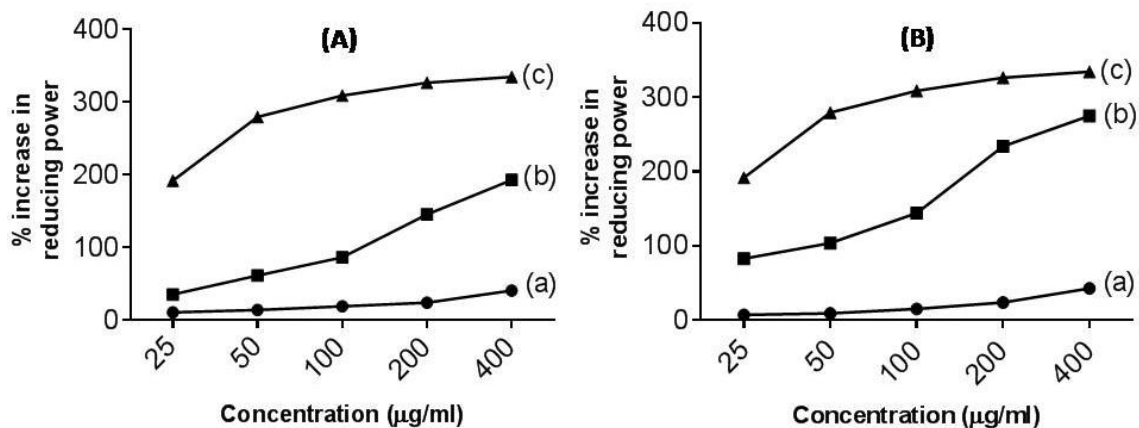 (A)
% increase in
reducing power
400
300
200
100
0
(c)
(b)
(a)
25
50
100
200
400
Concentration (µg/ml)
(B)
% increase in
reducing power
400
300
200
100
0
(c)
(b)
(a)
25
50
100
200
400
Concentration (µg/ml)